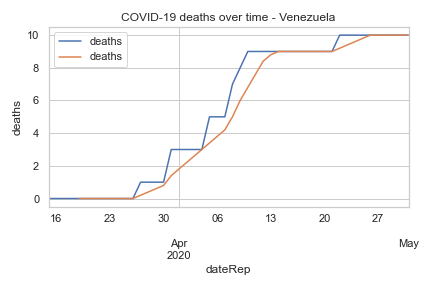 COVID-19 deaths over time - Venezuela
deaths
deaths
deaths
10
8
6
4
2
0
16 23 30 06 13 20 27
Apr May
2020
dateRep